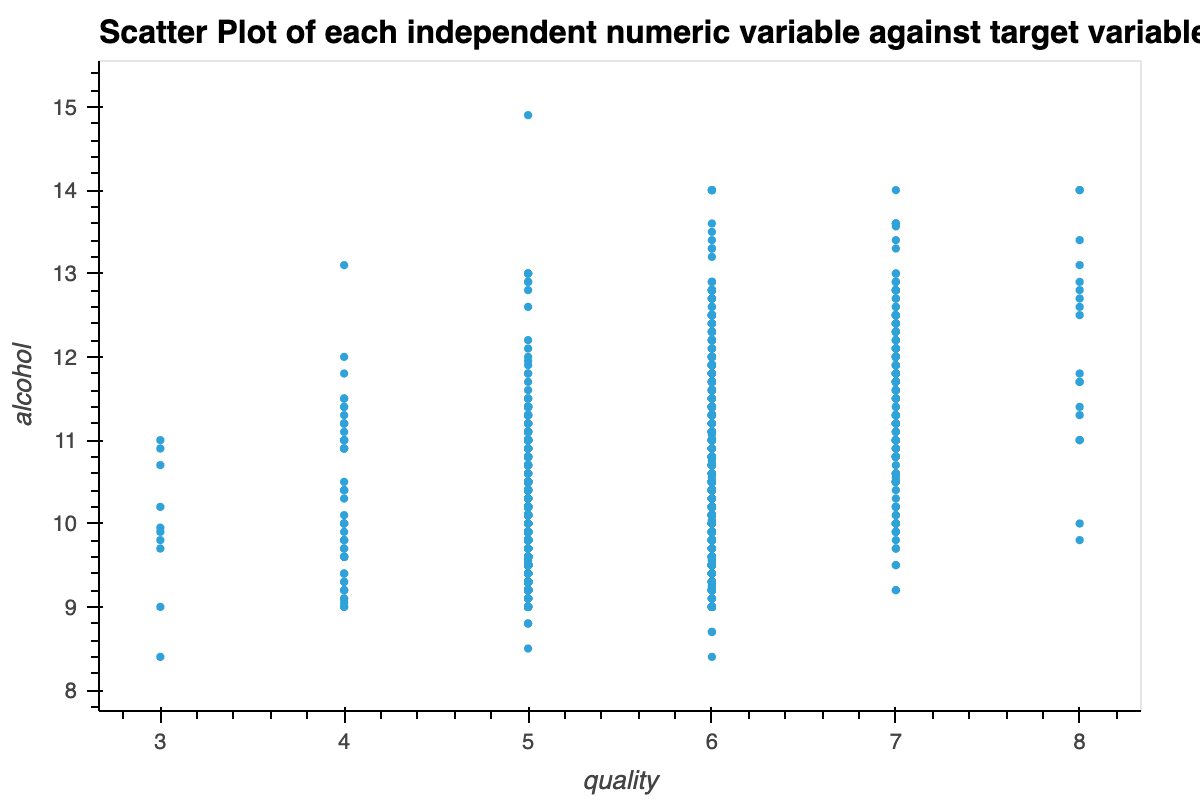 Scatter Plot of each independent numeric variable against target variable
15
14
13
12
11
10
9
8
alcohol
3 4 5 6 7 8
quality